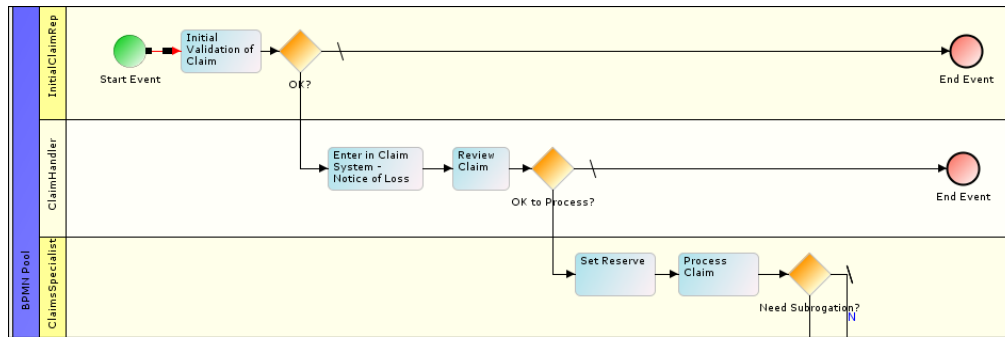 BPMN Pool
InitialClaimRep
Start Event
Initial
Validation of
Claim
OK?
End Event
ClaimHandler
Enter in Claim
System -
Notice of Loss
Review
Claim
OK to Process?
End Event
ClaimsSpecialist
Set Reserve
Process
Claim
Need Subrogation?
N